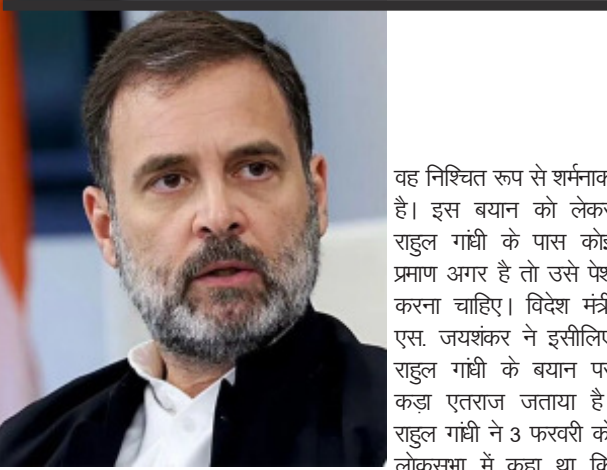 वह निश्चित रूप से शर्मनाक
है। इस बयान को लेकर
राहुल गांधी के पास कोई
प्रमाण अगर है तो उसे पेश
करना चाहिए। विदेश मंत्री
एस. जयशंकर ने इसीलिए
राहुल गांधी के बयान पर
कड़ा एतराज जताया है
राहुल गांधी ने 3 फरवरी को
लोकसभा में कहा था कि